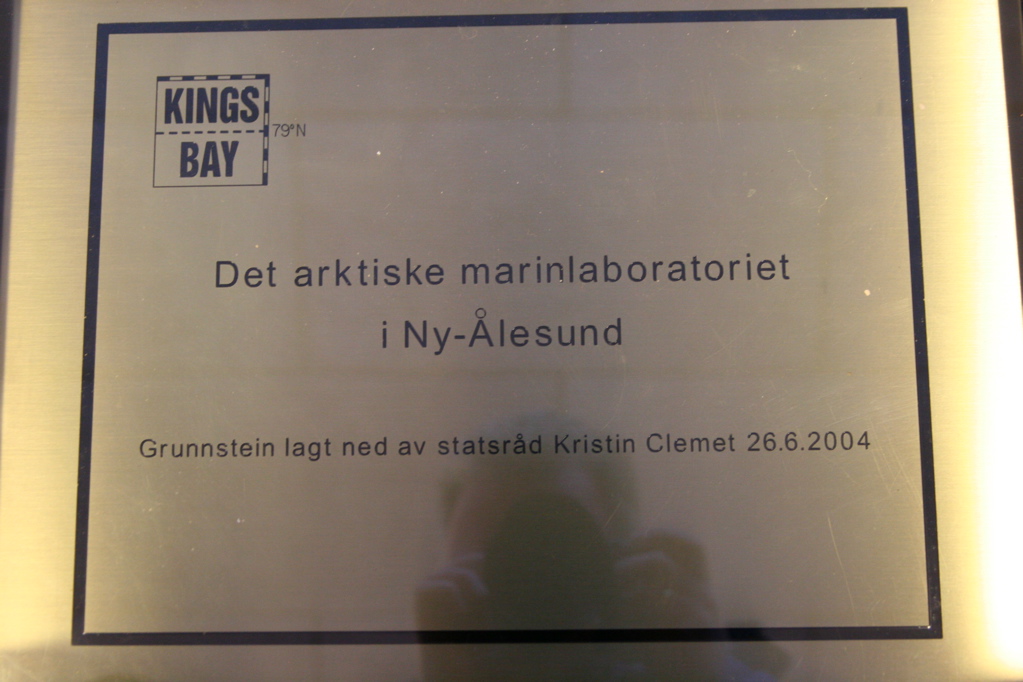 KINGS
BAY
79°N
Det arktiske marinlaboratoriet
i Ny-Ålesund
Grunnstein lagt ned av statsråd Kristin Clemet 26.6.2004